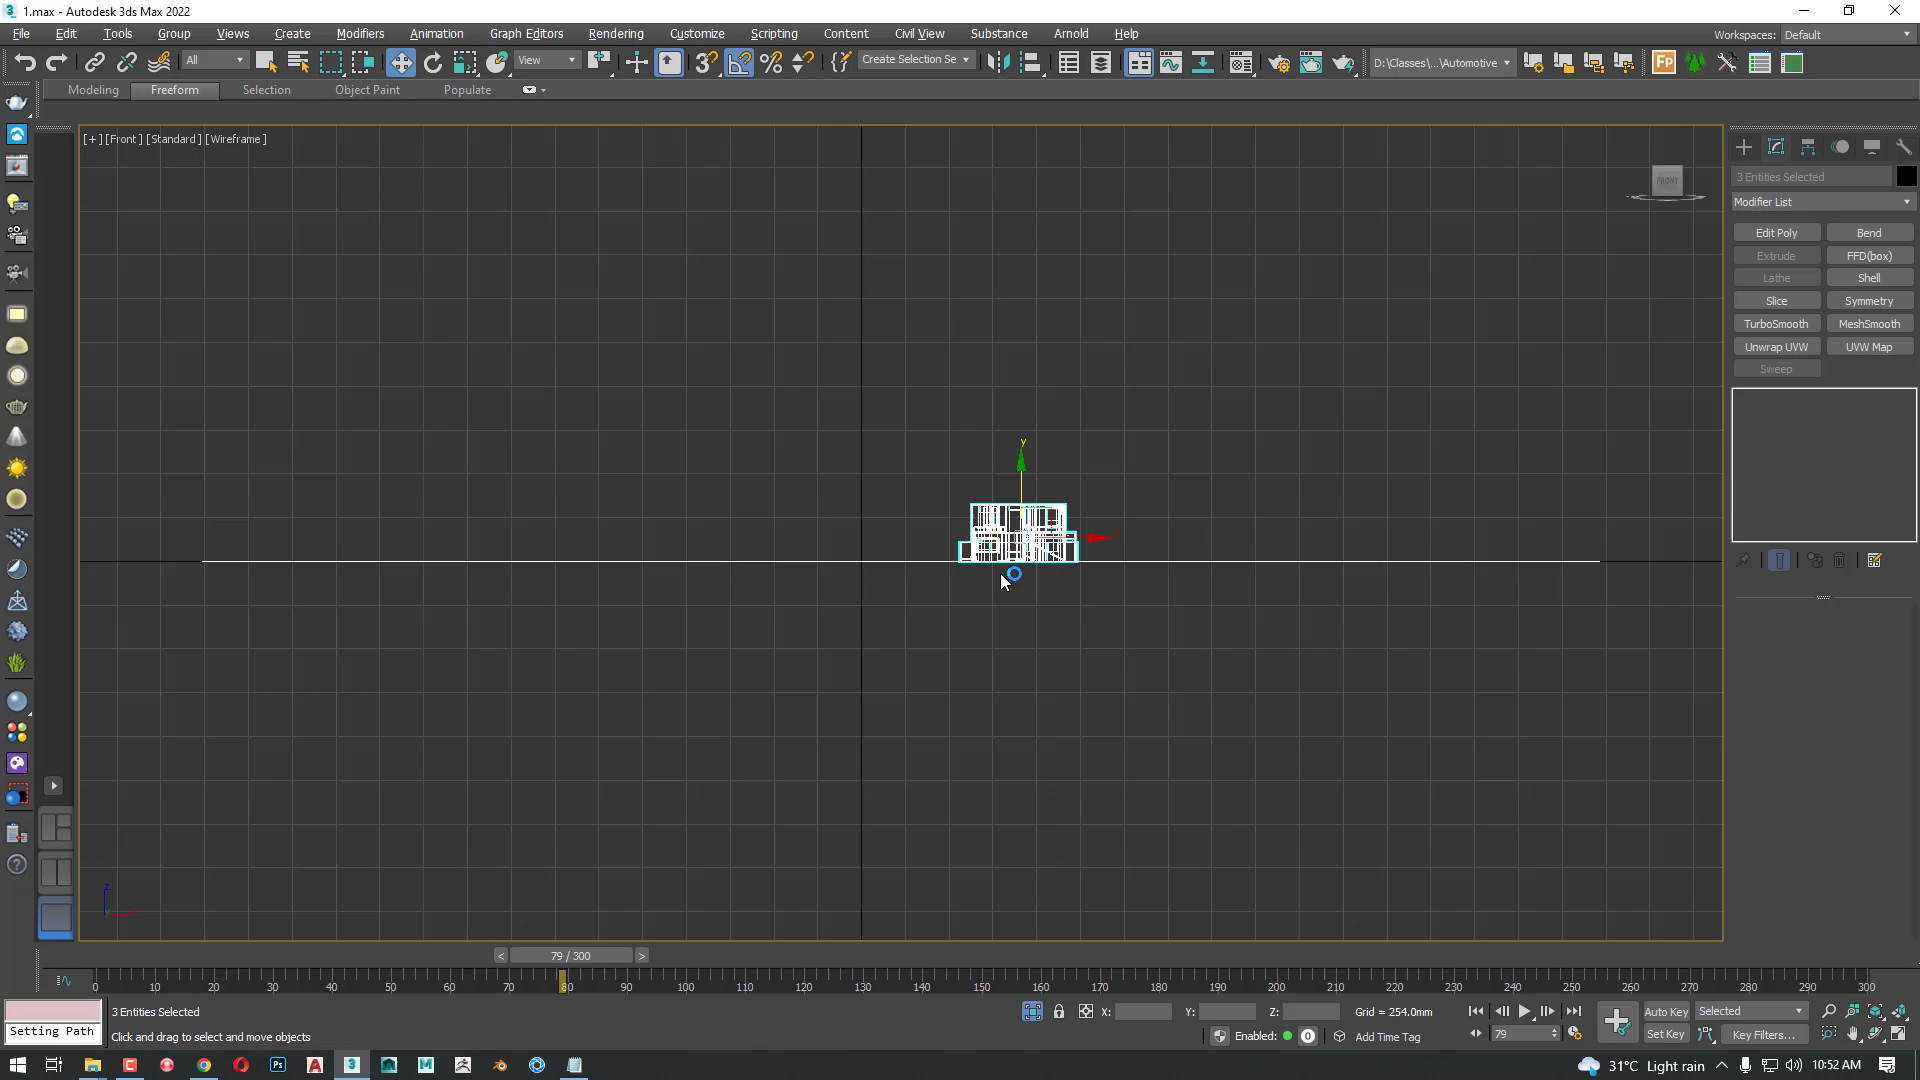 1.max - Autodesk 3ds Max 2022
File Edit Tools Group Views Create Modifiers Animation Graph Editors Rendering Customize Scripting Content Civil View Substance Arnold Help
Workspaces: Default
All View Create Selection Se D:\Classes\...\Automotive
Modeling Freeform Selection Object Paint Populate
[+] [Front] [Standard] [Wireframe]
FRONT
3 Entities Selected
Modifier List
Edit Poly Bend
Extrude FFD(box)
Lathe Shell
Slice Symmetry
TurboSmooth MeshSmooth
Unwrap UVW UVW Map
Sweep
y
z
< 79 / 300 >
0 10 20 30 40 50 60 70 80 90 100 110 120 130 140 150 160 170 180 190 200 210 220 230 240 250 260 270 280 290 300
3 Entities Selected X: Y: Z: Grid = 254.0mm Auto Key Selected
Setting Path Click and drag to select and move objects Enabled: 0 Add Time Tag 79 Set Key Key Filters...
31°C Light rain 10:52 AM